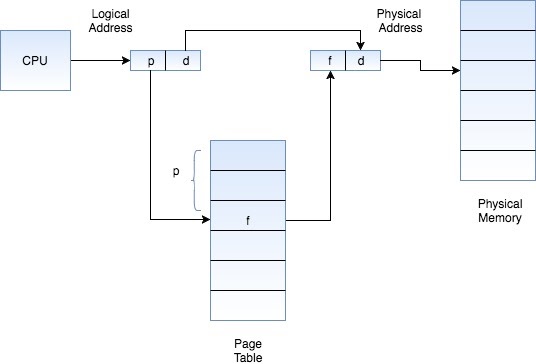 Logical
Address
Physical
Address
CPU
p d
f d
p
f
Physical
Memory
Page
Table